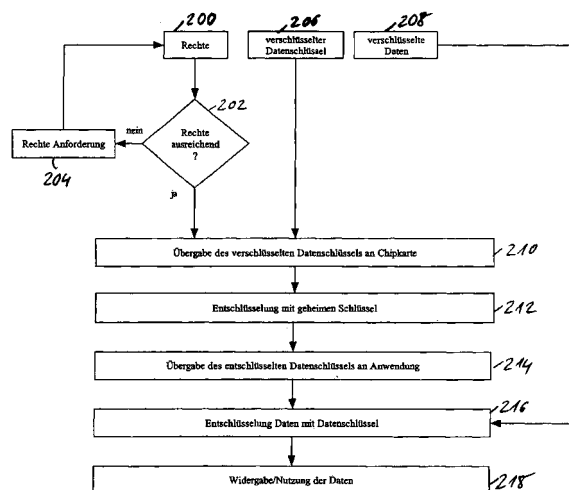 200
206
208
Rechte
verschlüsselter
Datenschlüssel
verschlüsselte
Daten
202
nein
Rechte
ausreichend
?
Rechte Anforderung
204
ja
Übergabe des verschlüsselten Datenschlüssels an Chipkarte
210
Entschlüsselung mit geheimen Schlüssel
212
Übergabe des entschlüsselten Datenschlüssels an Anwendung
214
Entschlüsselung Daten mit Datenschlüssel
216
Widergabe/Nutzung der Daten
218